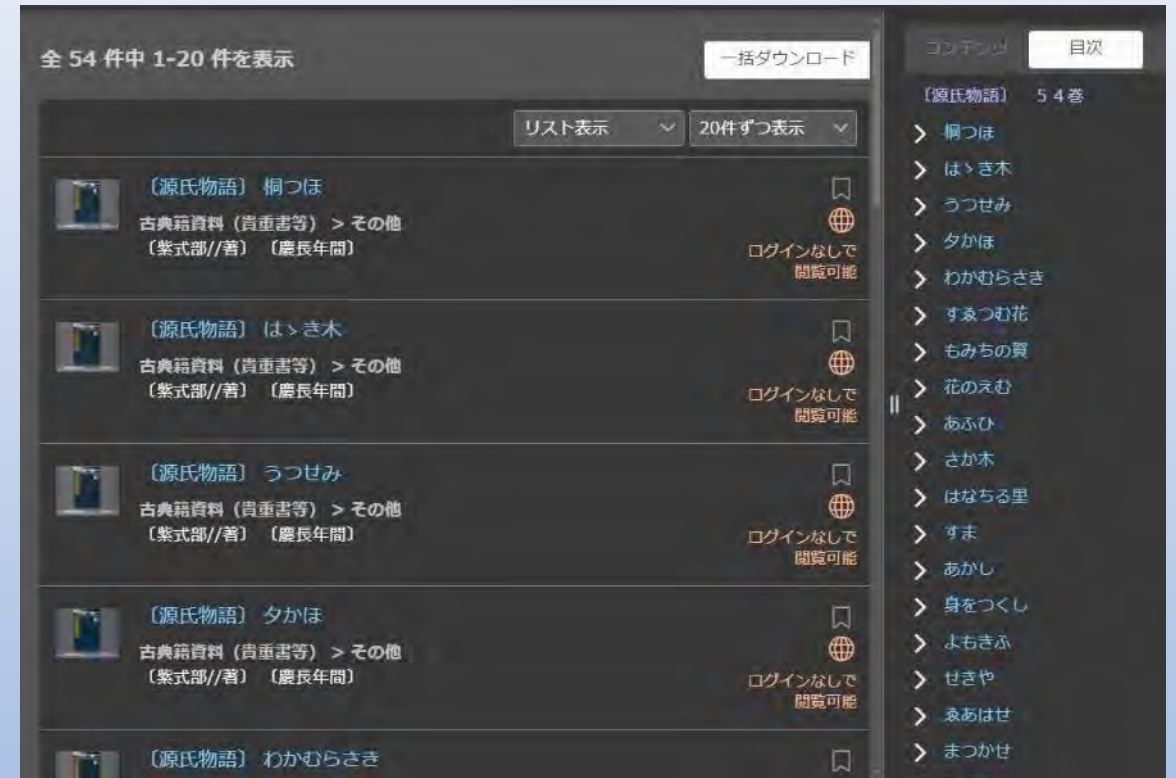 全 54 件中 1-20 件を表示
一括ダウンロード
リスト表示
20件ずつ表示
〔源氏物語〕 桐つほ
古典籍資料（貴重書等） > その他
〔紫式部//著〕 〔慶長年間〕
ログインなしで
閲覧可能
〔源氏物語〕 はゝき木
古典籍資料（貴重書等） > その他
〔紫式部//著〕 〔慶長年間〕
ログインなしで
閲覧可能
〔源氏物語〕 うつせみ
古典籍資料（貴重書等） > その他
〔紫式部//著〕 〔慶長年間〕
ログインなしで
閲覧可能
〔源氏物語〕 夕かほ
古典籍資料（貴重書等） > その他
〔紫式部//著〕 〔慶長年間〕
ログインなしで
閲覧可能
〔源氏物語〕 わかむらさき
コンテンツ
目次
〔源氏物語〕 ５４巻
桐つほ
はゝき木
うつせみ
夕かほ
わかむらさき
すゑつむ花
もみちの賀
花のえむ
あふひ
さか木
はなちる里
すま
あかし
身をつくし
よもきふ
せきや
ゑあはせ
まつかせ